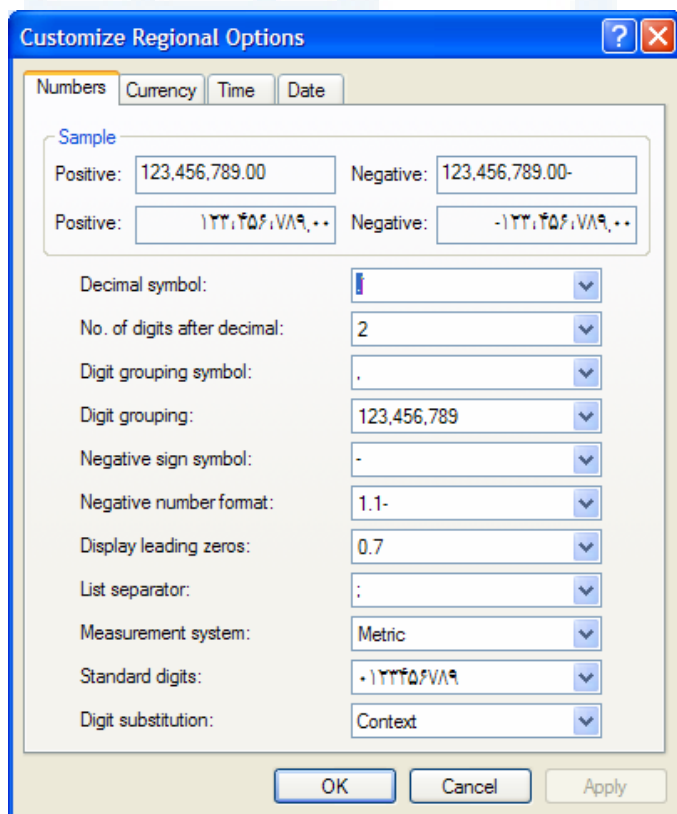 Customize Regional Options
Numbers Currency Time Date
Sample
Positive: 123,456,789.00 Negative: 123,456,789.00-
Positive: ۱۲۳،۴۵۶،۷۸۹,۰۰ Negative: -۱۲۳،۴۵۶،۷۸۹,۰۰
Decimal symbol: .
No. of digits after decimal: 2
Digit grouping symbol: ,
Digit grouping: 123,456,789
Negative sign symbol: -
Negative number format: 1.1-
Display leading zeros: 0.7
List separator: ;
Measurement system: Metric
Standard digits: ۰۱۲۳۴۵۶۷۸۹
Digit substitution: Context
OK Cancel Apply